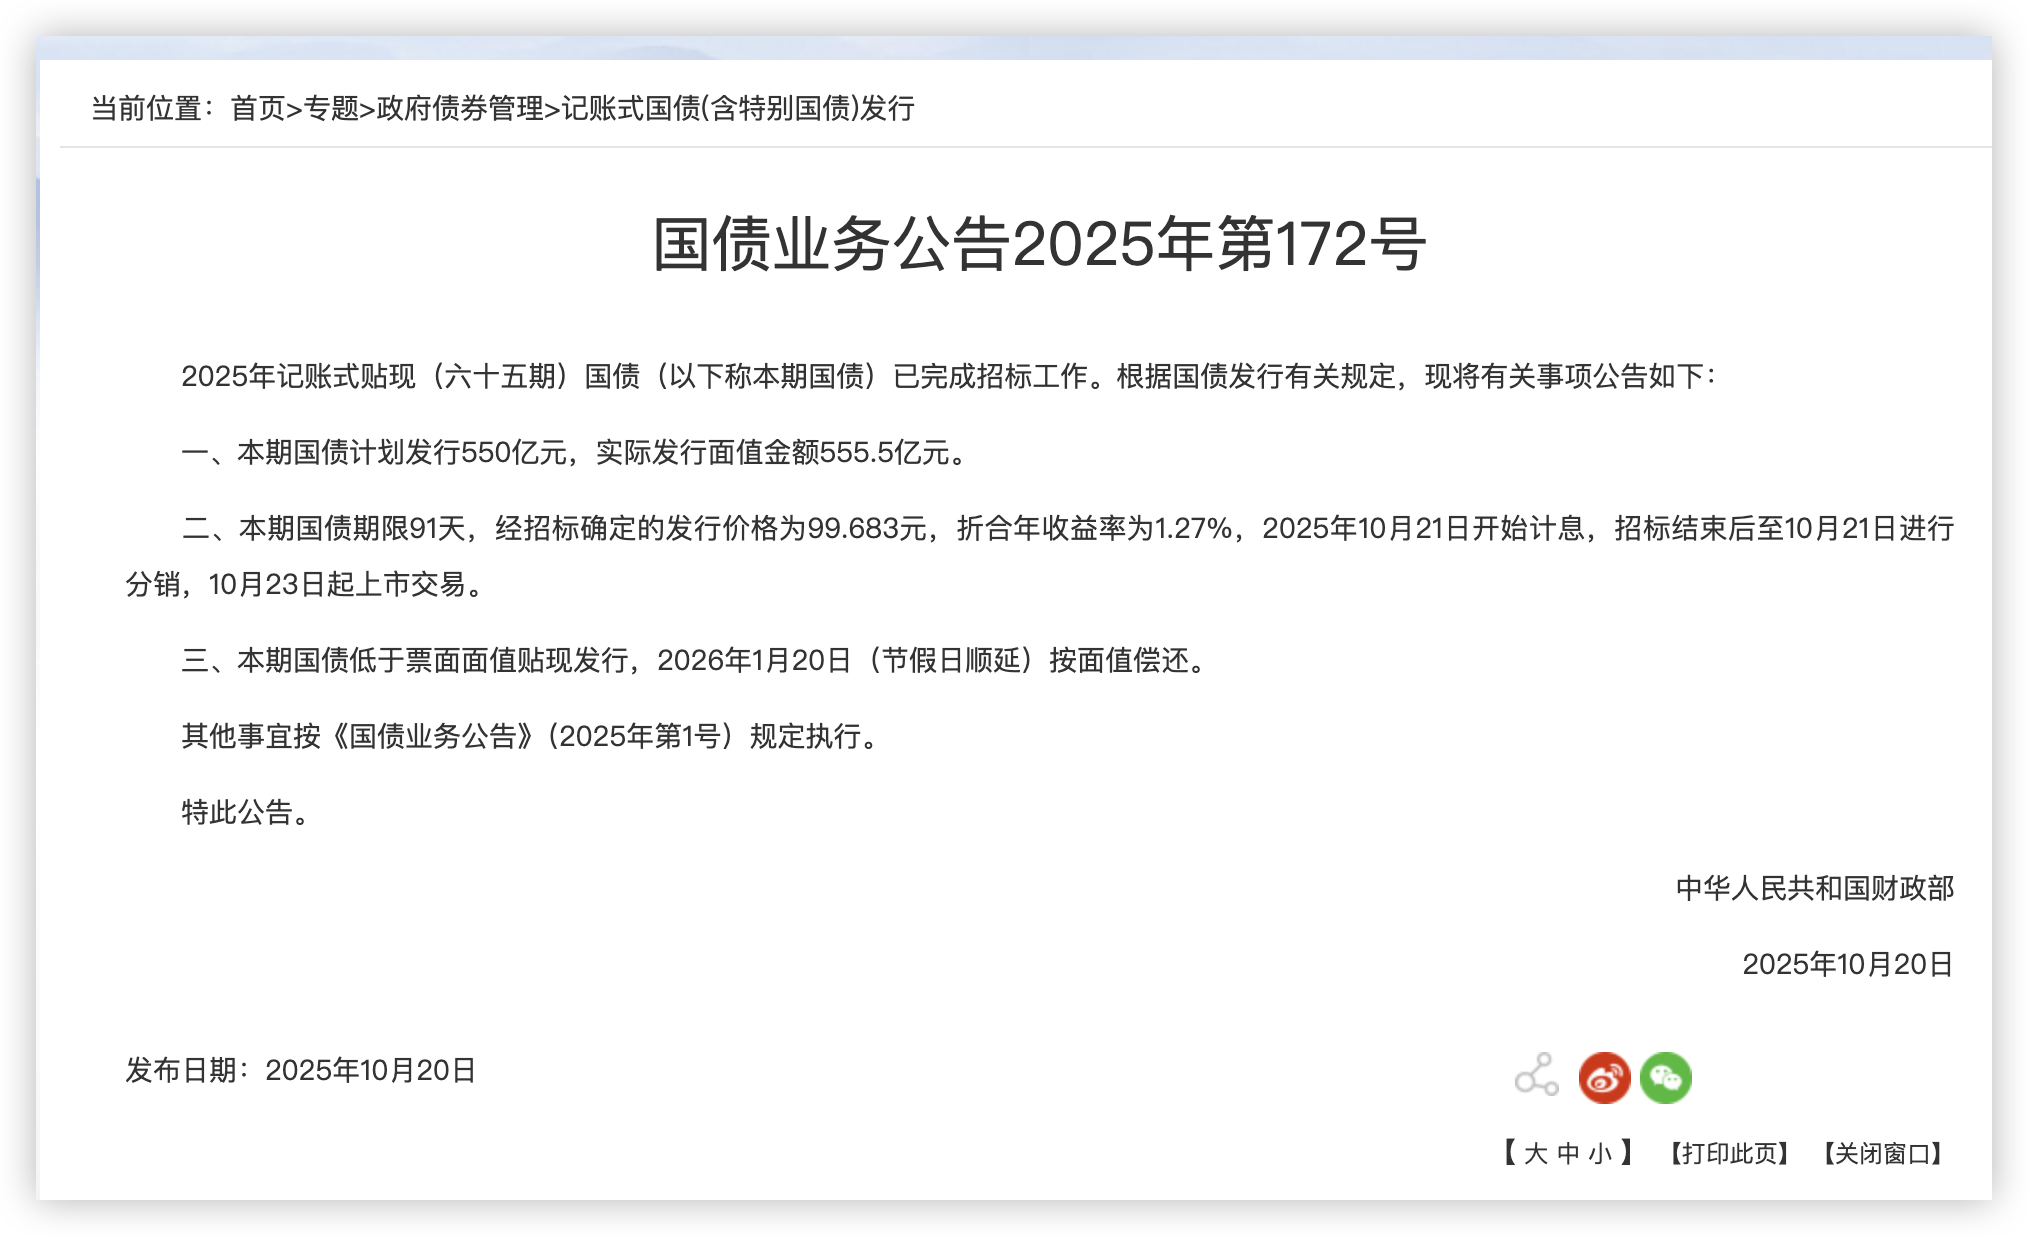 当前位置：首页>专题>政府债券管理>记账式国债(含特别国债)发行
国债业务公告2025年第172号
2025年记账式贴现（六十五期）国债（以下称本期国债）已完成招标工作。根据国债发行有关规定，现将有关事项公告如下：
一、本期国债计划发行550亿元，实际发行面值金额555.5亿元。
二、本期国债期限91天，经招标确定的发行价格为99.683元，折合年收益率为1.27%，2025年10月21日开始计息，招标结束后至10月21日进行
分销，10月23日起上市交易。
三、本期国债低于票面面值贴现发行，2026年1月20日（节假日顺延）按面值偿还。
其他事宜按《国债业务公告》（2025年第1号）规定执行。
特此公告。
中华人民共和国财政部
2025年10月20日
发布日期：2025年10月20日
【 大 中 小 】 【打印此页】 【关闭窗口】